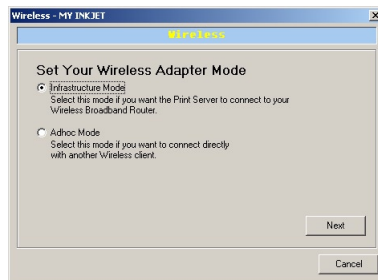 Wireless - MY INKJET
Wireless
Set Your Wireless Adapter Mode
Infrastructure Mode
Select this mode if you want the Print Server to connect to your
Wireless Broadband Router.
Adhoc Mode
Select this mode if you want to connect directly
with another Wireless client.
Next
Cancel